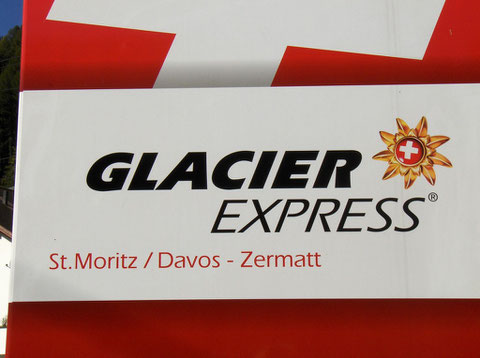 GLACIER
EXPRESS®
St.Moritz / Davos - Zermatt